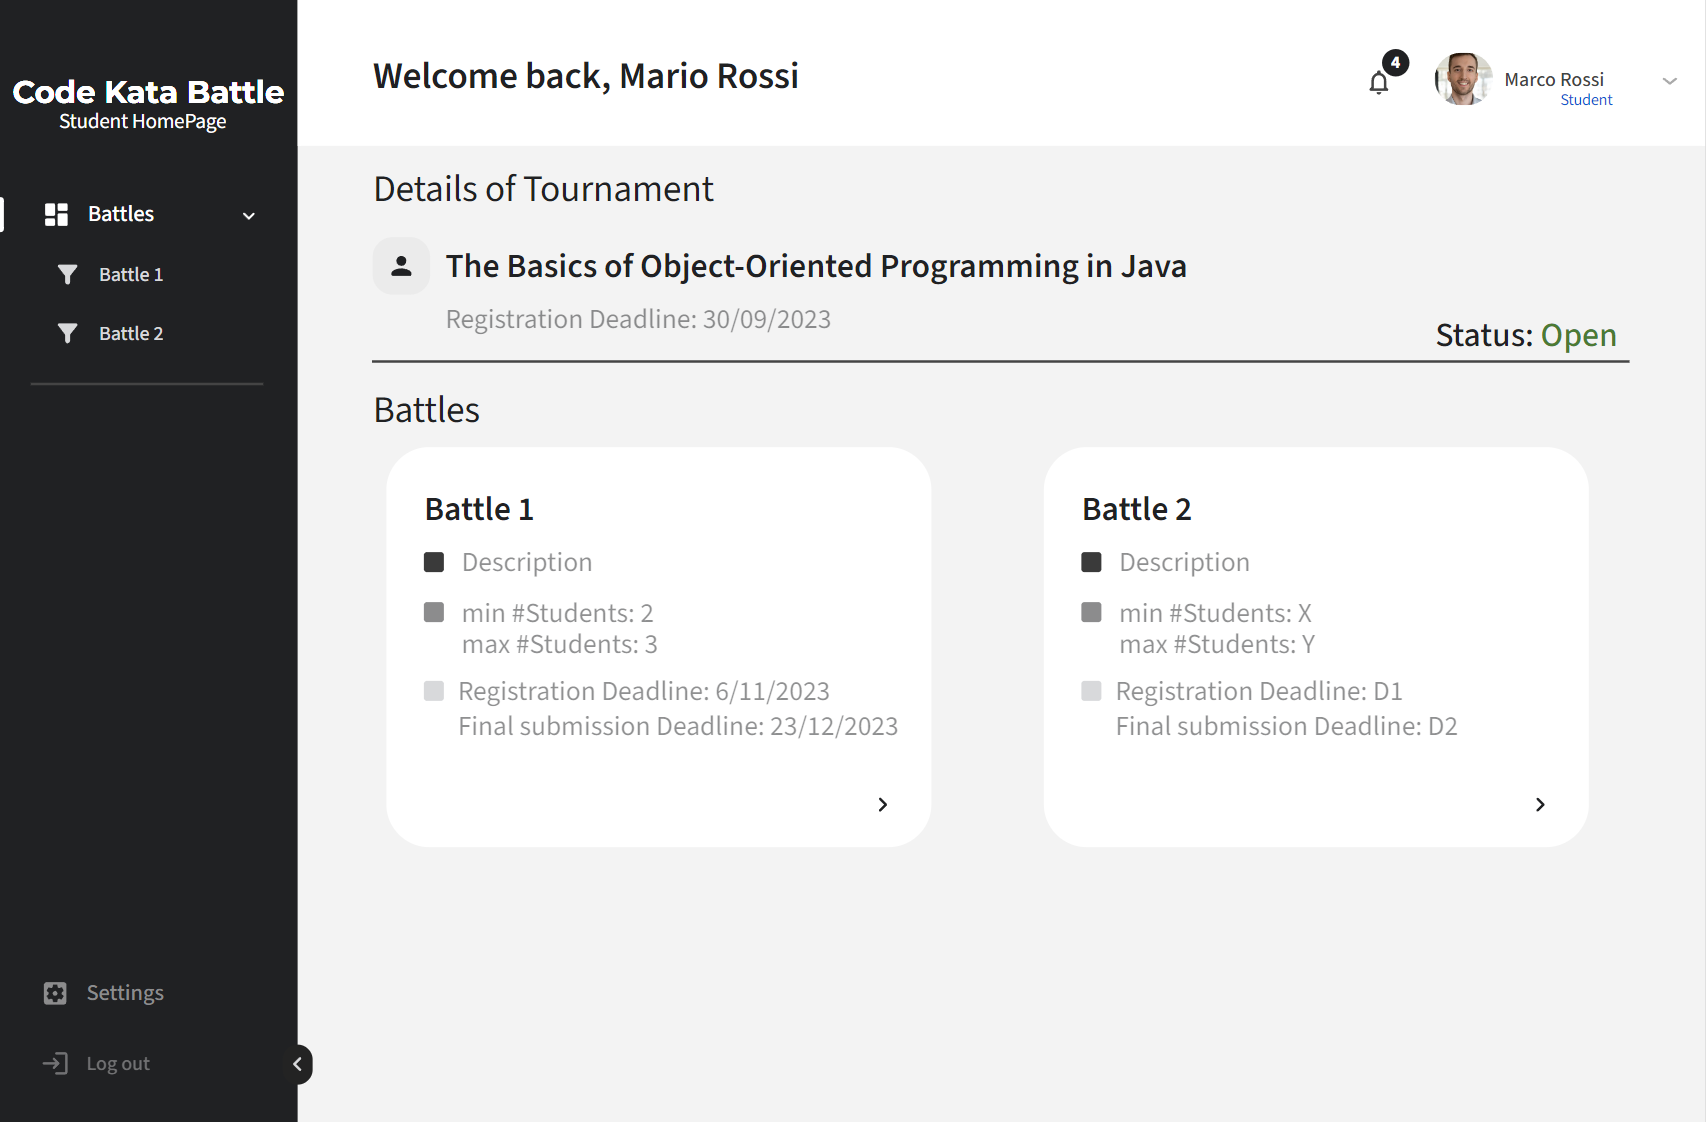 Code Kata Battle
Student HomePage
Battles
Battle 1
Battle 2
Settings
Log out
Welcome back, Mario Rossi
4
Marco Rossi
Student
Details of Tournament
The Basics of Object-Oriented Programming in Java
Registration Deadline: 30/09/2023
Status: Open
Battles
Battle 1
Description
min #Students: 2
max #Students: 3
Registration Deadline: 6/11/2023
Final submission Deadline: 23/12/2023
Battle 2
Description
min #Students: X
max #Students: Y
Registration Deadline: D1
Final submission Deadline: D2